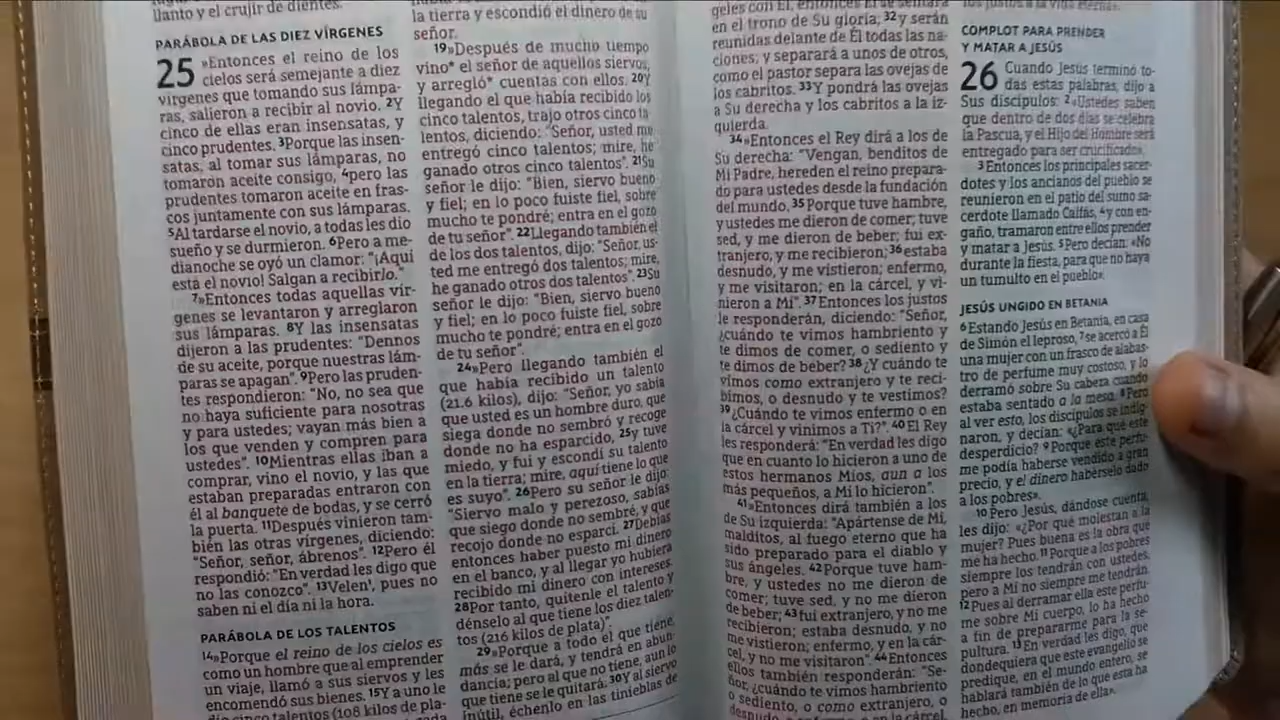 llanto y el crujir de dientes.
PARÁBOLA DE LAS DIEZ VÍRGENES
25 »Entonces el reino de los
cielos será semejante a diez
vírgenes que tomando sus lámpa-
ras, salieron a recibir al novio. 2Y
cinco de ellas eran insensatas, y
cinco prudentes. 3Porque las insen-
satas, al tomar sus lámparas, no
tomaron aceite consigo, 4pero las
prudentes tomaron aceite en fras-
cos juntamente con sus lámparas.
5Al tardarse el novio, a todas les dio
sueño y se durmieron. 6Pero a me-
dianoche se oyó un clamor: “¡Aquí
está el novio! Salgan a recibirlo.”
7»Entonces todas aquellas vír-
genes se levantaron y arreglaron
sus lámparas. 8Y las insensatas
dijeron a las prudentes: “Dennos
de su aceite, porque nuestras lám-
paras se apagan”. 9Pero las pruden-
tes respondieron: “No, no sea que
no haya suficiente para nosotras
y para ustedes; vayan más bien a
los que venden y compren para
ustedes”. 10Mientras ellas iban a
comprar, vino el novio, y las que
estaban preparadas entraron con
él al banquete de bodas, y se cerró
la puerta. 11Después vinieron tam-
bién las otras vírgenes, diciendo:
“Señor, señor, ábrenos”. 12Pero él
respondió: “En verdad les digo que
no las conozco”. 13Velen, pues no
saben ni el día ni la hora.
PARÁBOLA DE LOS TALENTOS
14»Porque el reino de los cielos es
como un hombre que al emprender
un viaje, llamó a sus siervos y les
encomendó sus bienes. 15Y a uno le
dio cinco talentos (108 kilos de pla-
la tierra y escondió el dinero de su
señor.
19»Después de mucho tiempo
vino* el señor de aquellos siervos,
y arregló* cuentas con ellos. 20Y
llegando el que había recibido los
cinco talentos, trajo otros cinco ta-
lentos, diciendo: “Señor, usted me
entregó cinco talentos; mire, he
ganado otros cinco talentos”. 21Su
señor le dijo: “Bien, siervo bueno
y fiel; en lo poco fuiste fiel, sobre
mucho te pondré; entra en el gozo
de tu señor”. 22Llegando también el
de los dos talentos, dijo: “Señor, us-
ted me entregó dos talentos; mire,
he ganado otros dos talentos”. 23Su
señor le dijo: “Bien, siervo bueno
y fiel; en lo poco fuiste fiel, sobre
mucho te pondré; entra en el gozo
de tu señor”.
24»Pero llegando también el
que había recibido un talento
(21.6 kilos), dijo: “Señor, yo sabía
que usted es un hombre duro, que
siega donde no sembró y recoge
donde no ha esparcido, 25y tuve
miedo, y fui y escondí su talento
en la tierra; mire, aquí tiene lo que
es suyo”. 26Pero su señor le dijo:
“Siervo malo y perezoso, sabías
que siego donde no sembré, y que
recojo donde no esparcí. 27Debías
entonces haber puesto mi dinero
en el banco, y al llegar yo hubiera
recibido mi dinero con intereses.
28Por tanto, quítenle el talento y
dénselo al que tiene los diez talen-
tos (216 kilos de plata)”.
29»Porque a todo el que tiene,
más se le dará, y tendrá en abun-
dancia; pero al que no tiene, aun lo
que tiene se le quitará. 30Y al siervo
inútil, échenlo en las tinieblas de
geles con Él, entonces Él se sentará
en el trono de Su gloria; 32y serán
reunidas delante de Él todas las na-
ciones; y separará a unos de otros,
como el pastor separa las ovejas de
los cabritos. 33Y pondrá las ovejas
a Su derecha y los cabritos a la iz-
quierda.
34»Entonces el Rey dirá a los de
Su derecha: “Vengan, benditos de
Mi Padre, hereden el reino prepara-
do para ustedes desde la fundación
del mundo. 35Porque tuve hambre,
y ustedes me dieron de comer; tuve
sed, y me dieron de beber; fui ex-
tranjero, y me recibieron; 36estaba
desnudo, y me vistieron; enfermo,
y me visitaron; en la cárcel, y vi-
nieron a Mí”. 37Entonces los justos
le responderán, diciendo: “Señor,
¿cuándo te vimos hambriento y
te dimos de comer, o sediento y
te dimos de beber? 38¿Y cuándo te
vimos como extranjero y te reci-
bimos, o desnudo y te vestimos?
39¿Cuándo te vimos enfermo o en
la cárcel y vinimos a Ti?”. 40El Rey
les responderá: “En verdad les digo
que en cuanto lo hicieron a uno de
estos hermanos Míos, aun a los
más pequeños, a Mí lo hicieron”.
41»Entonces dirá también a los
de Su izquierda: “Apártense de Mí,
malditos, al fuego eterno que ha
sido preparado para el diablo y
sus ángeles. 42Porque tuve ham-
bre, y ustedes no me dieron de
comer; tuve sed, y no me dieron
de beber; 43fui extranjero, y no me
recibieron; estaba desnudo, y no
me vistieron; enfermo, y en la cár-
cel, y no me visitaron”. 44Entonces
ellos también responderán: “Se-
ñor, ¿cuándo te vimos hambriento
o sediento, o como extranjero, o
desnudo, o enfermo, o en la cárcel,
los justos a la vida eterna».
COMPLOT PARA PRENDER
Y MATAR A JESÚS
26 Cuando Jesús terminó to-
das estas palabras, dijo a
Sus discípulos: 2«Ustedes saben
que dentro de dos días se celebra
la Pascua, y el Hijo del Hombre será
entregado para ser crucificado».
3Entonces los principales sacer-
dotes y los ancianos del pueblo se
reunieron en el patio del sumo sa-
cerdote llamado Caifás, 4y con en-
gaño, tramaron entre ellos prender
y matar a Jesús. 5Pero decían: «No
durante la fiesta, para que no haya
un tumulto en el pueblo».
JESÚS UNGIDO EN BETANIA
6Estando Jesús en Betania, en casa
de Simón el leproso, 7se acercó a Él
una mujer con un frasco de alabas-
tro de perfume muy costoso, y lo
derramó sobre Su cabeza cuando
estaba sentado a la mesa. 8Pero
al ver esto, los discípulos se indig-
naron, y decían: «¿Para qué este
desperdicio? 9Porque este perfu-
me podía haberse vendido a gran
precio, y el dinero habérselo dado
a los pobres».
10Pero Jesús, dándose cuenta,
les dijo: «¿Por qué molestan a la
mujer? Pues buena es la obra que
me ha hecho. 11Porque a los pobres
siempre los tendrán con ustedes,
pero a Mí no siempre me tendrán.
12Pues al derramar ella este perfu-
me sobre Mi cuerpo, lo ha hecho
a fin de prepararme para la se-
pultura. 13En verdad les digo, que
dondequiera que este evangelio se
predique, en el mundo entero, se
hablará también de lo que esta ha
hecho, en memoria de ella».